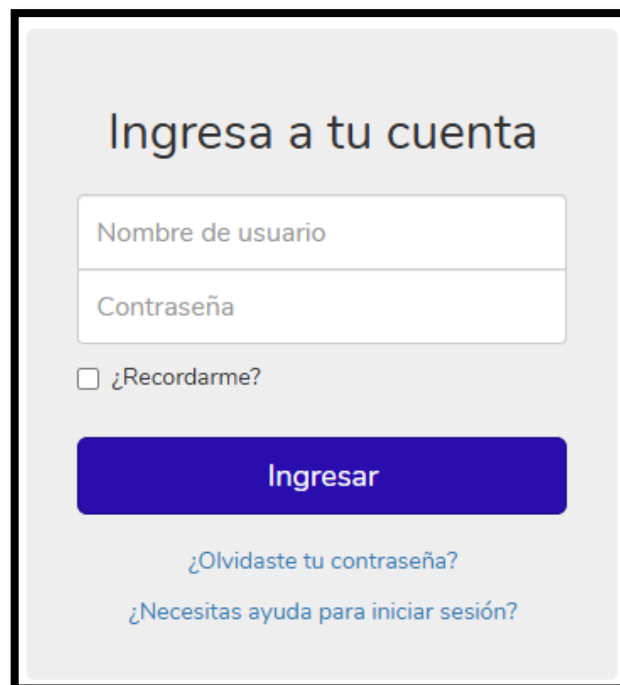 Ingresa a tu cuenta
Nombre de usuario
Contraseña
¿Recordarme?
Ingresar
¿Olvidaste tu contraseña?
¿Necesitas ayuda para iniciar sesión?